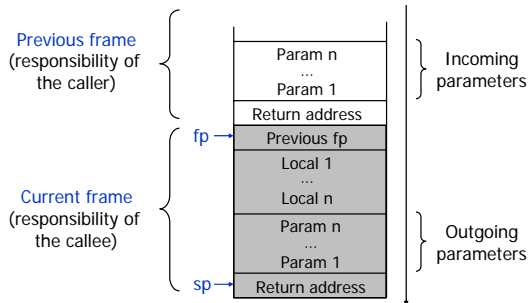 Previous frame
(responsibility of
the caller)
Param n
...
Param 1
Incoming
parameters
Return address
fp
Previous fp
Current frame
(responsibility of
the callee)
Local 1
...
Local n
Param n
...
Param 1
Outgoing
parameters
sp
Return address